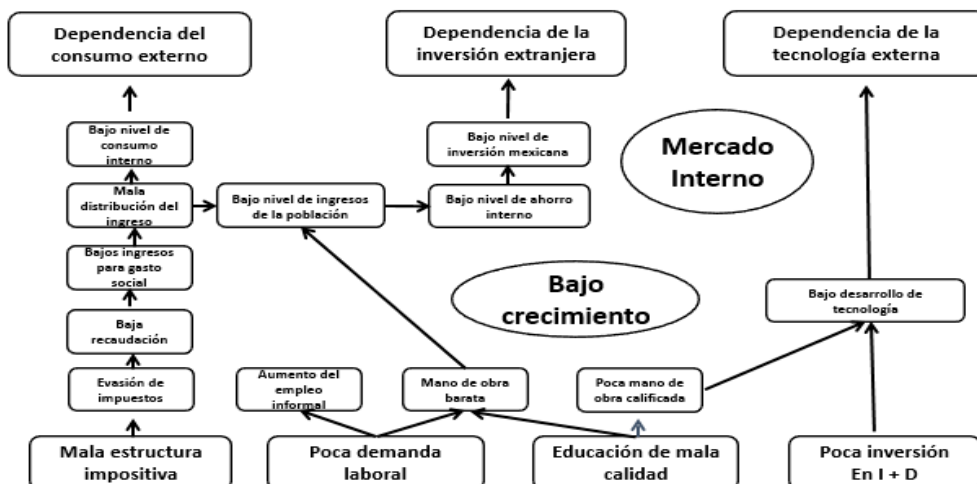 Dependencia del
consumo externo
Dependencia de la
inversión extranjera
Dependencia de la
tecnología externa
Bajo nivel de
consumo
interno
Bajo nivel de
inversión mexicana
Mercado
Interno
Mala
distribución del
ingreso
Bajo nivel de ingresos
de la población
Bajo nivel de ahorro
interno
Bajos ingresos
para gasto
social
Bajo
crecimiento
Bajo desarrollo de
tecnología
Baja
recaudación
Evasión de
impuestos
Aumento del
empleo
informal
Mano de obra
barata
Poca mano de
obra calificada
Mala estructura
impositiva
Poca demanda
laboral
Educación de mala
calidad
Poca inversión
En I + D